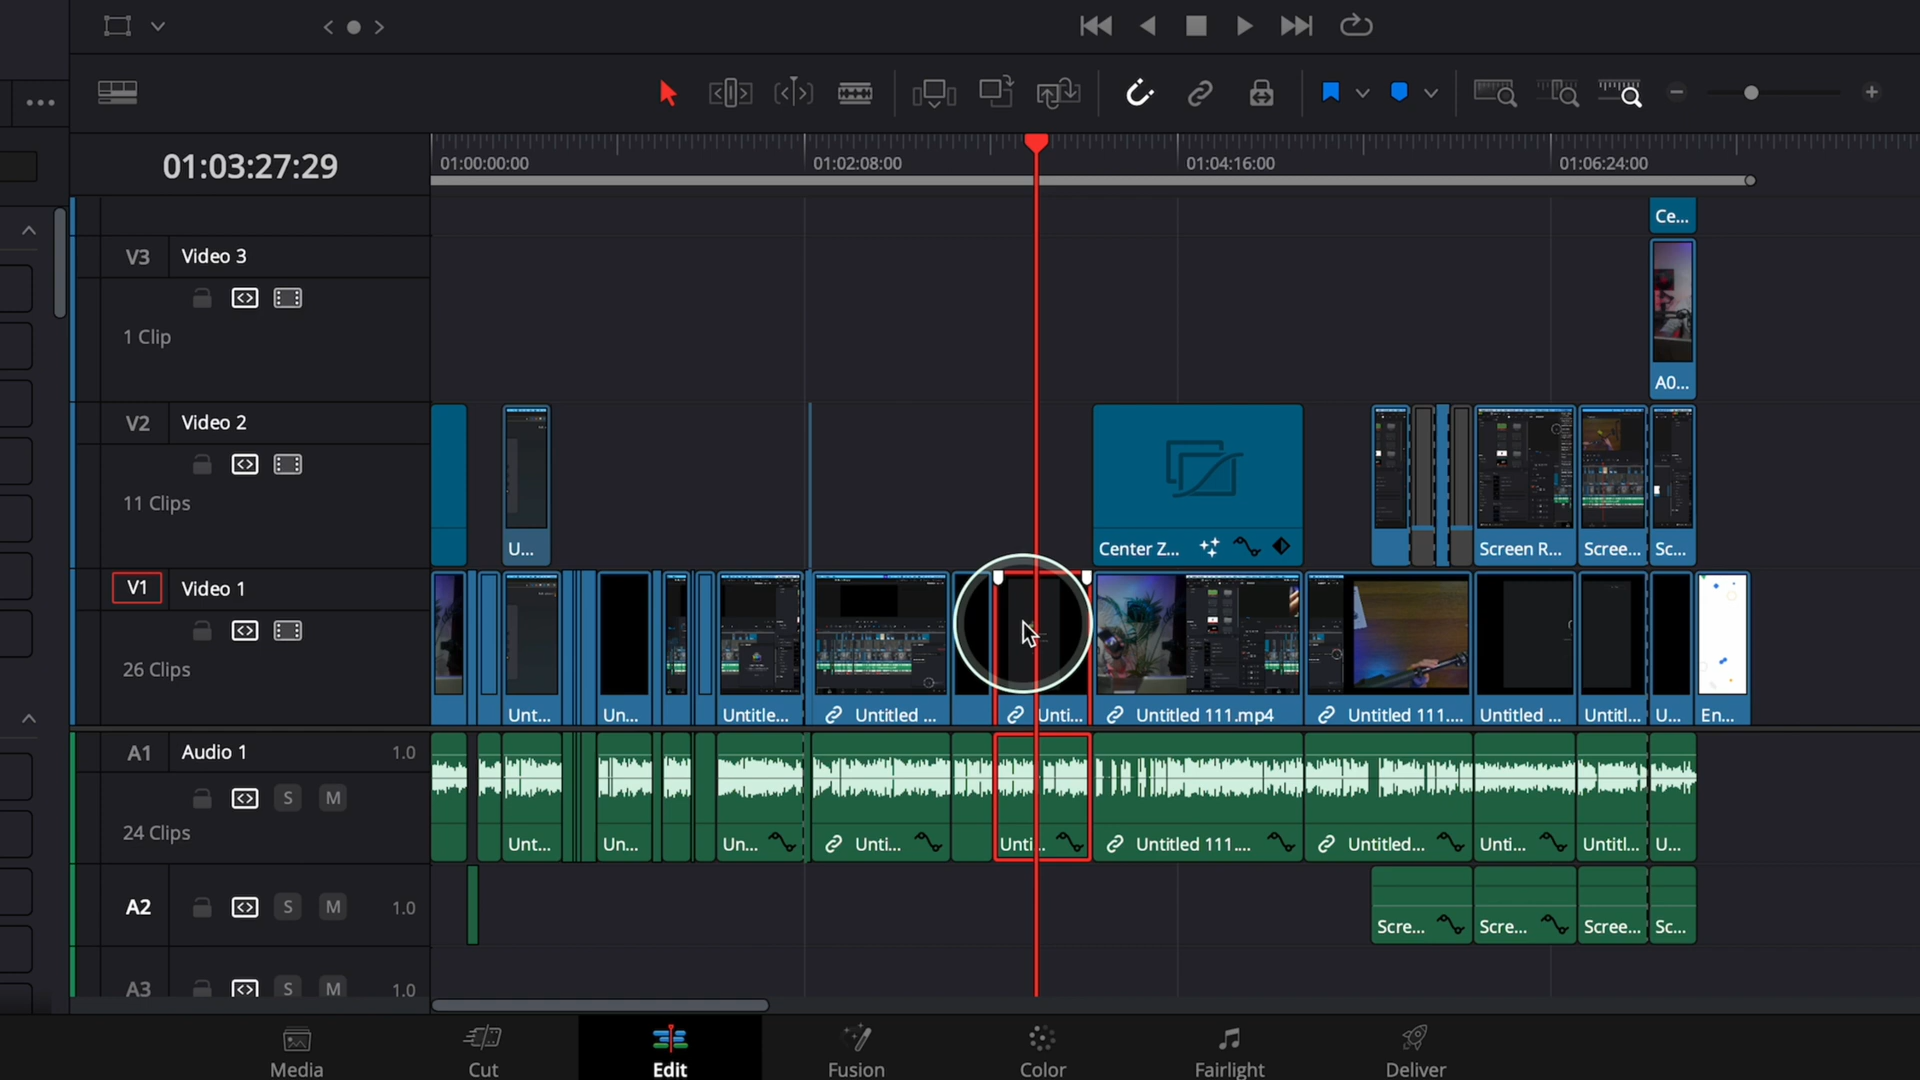 01:03:27:29
01:00:00:00
01:02:08:00
01:04:16:00
01:06:24:00
Ce...
V3 Video 3
1 Clip
A0...
V2 Video 2
11 Clips
U...
Center Z...
Screen R...
Scree...
Sc...
V1 Video 1
26 Clips
Unt...
Un...
Untitle...
Untitled ...
Unti...
Untitled 111.mp4
Untitled 111....
Untitled ...
Untitl...
U...
En...
A1 Audio 1 1.0
S M
24 Clips
Unt...
Un...
Un...
Unti...
Unti...
Untitled 111....
Untitled...
Unti...
Untitl...
U...
A2 S M 1.0
Scre...
Scre...
Scree...
Sc...
A3 S M 1.0
Media
Cut
Edit
Fusion
Color
Fairlight
Deliver